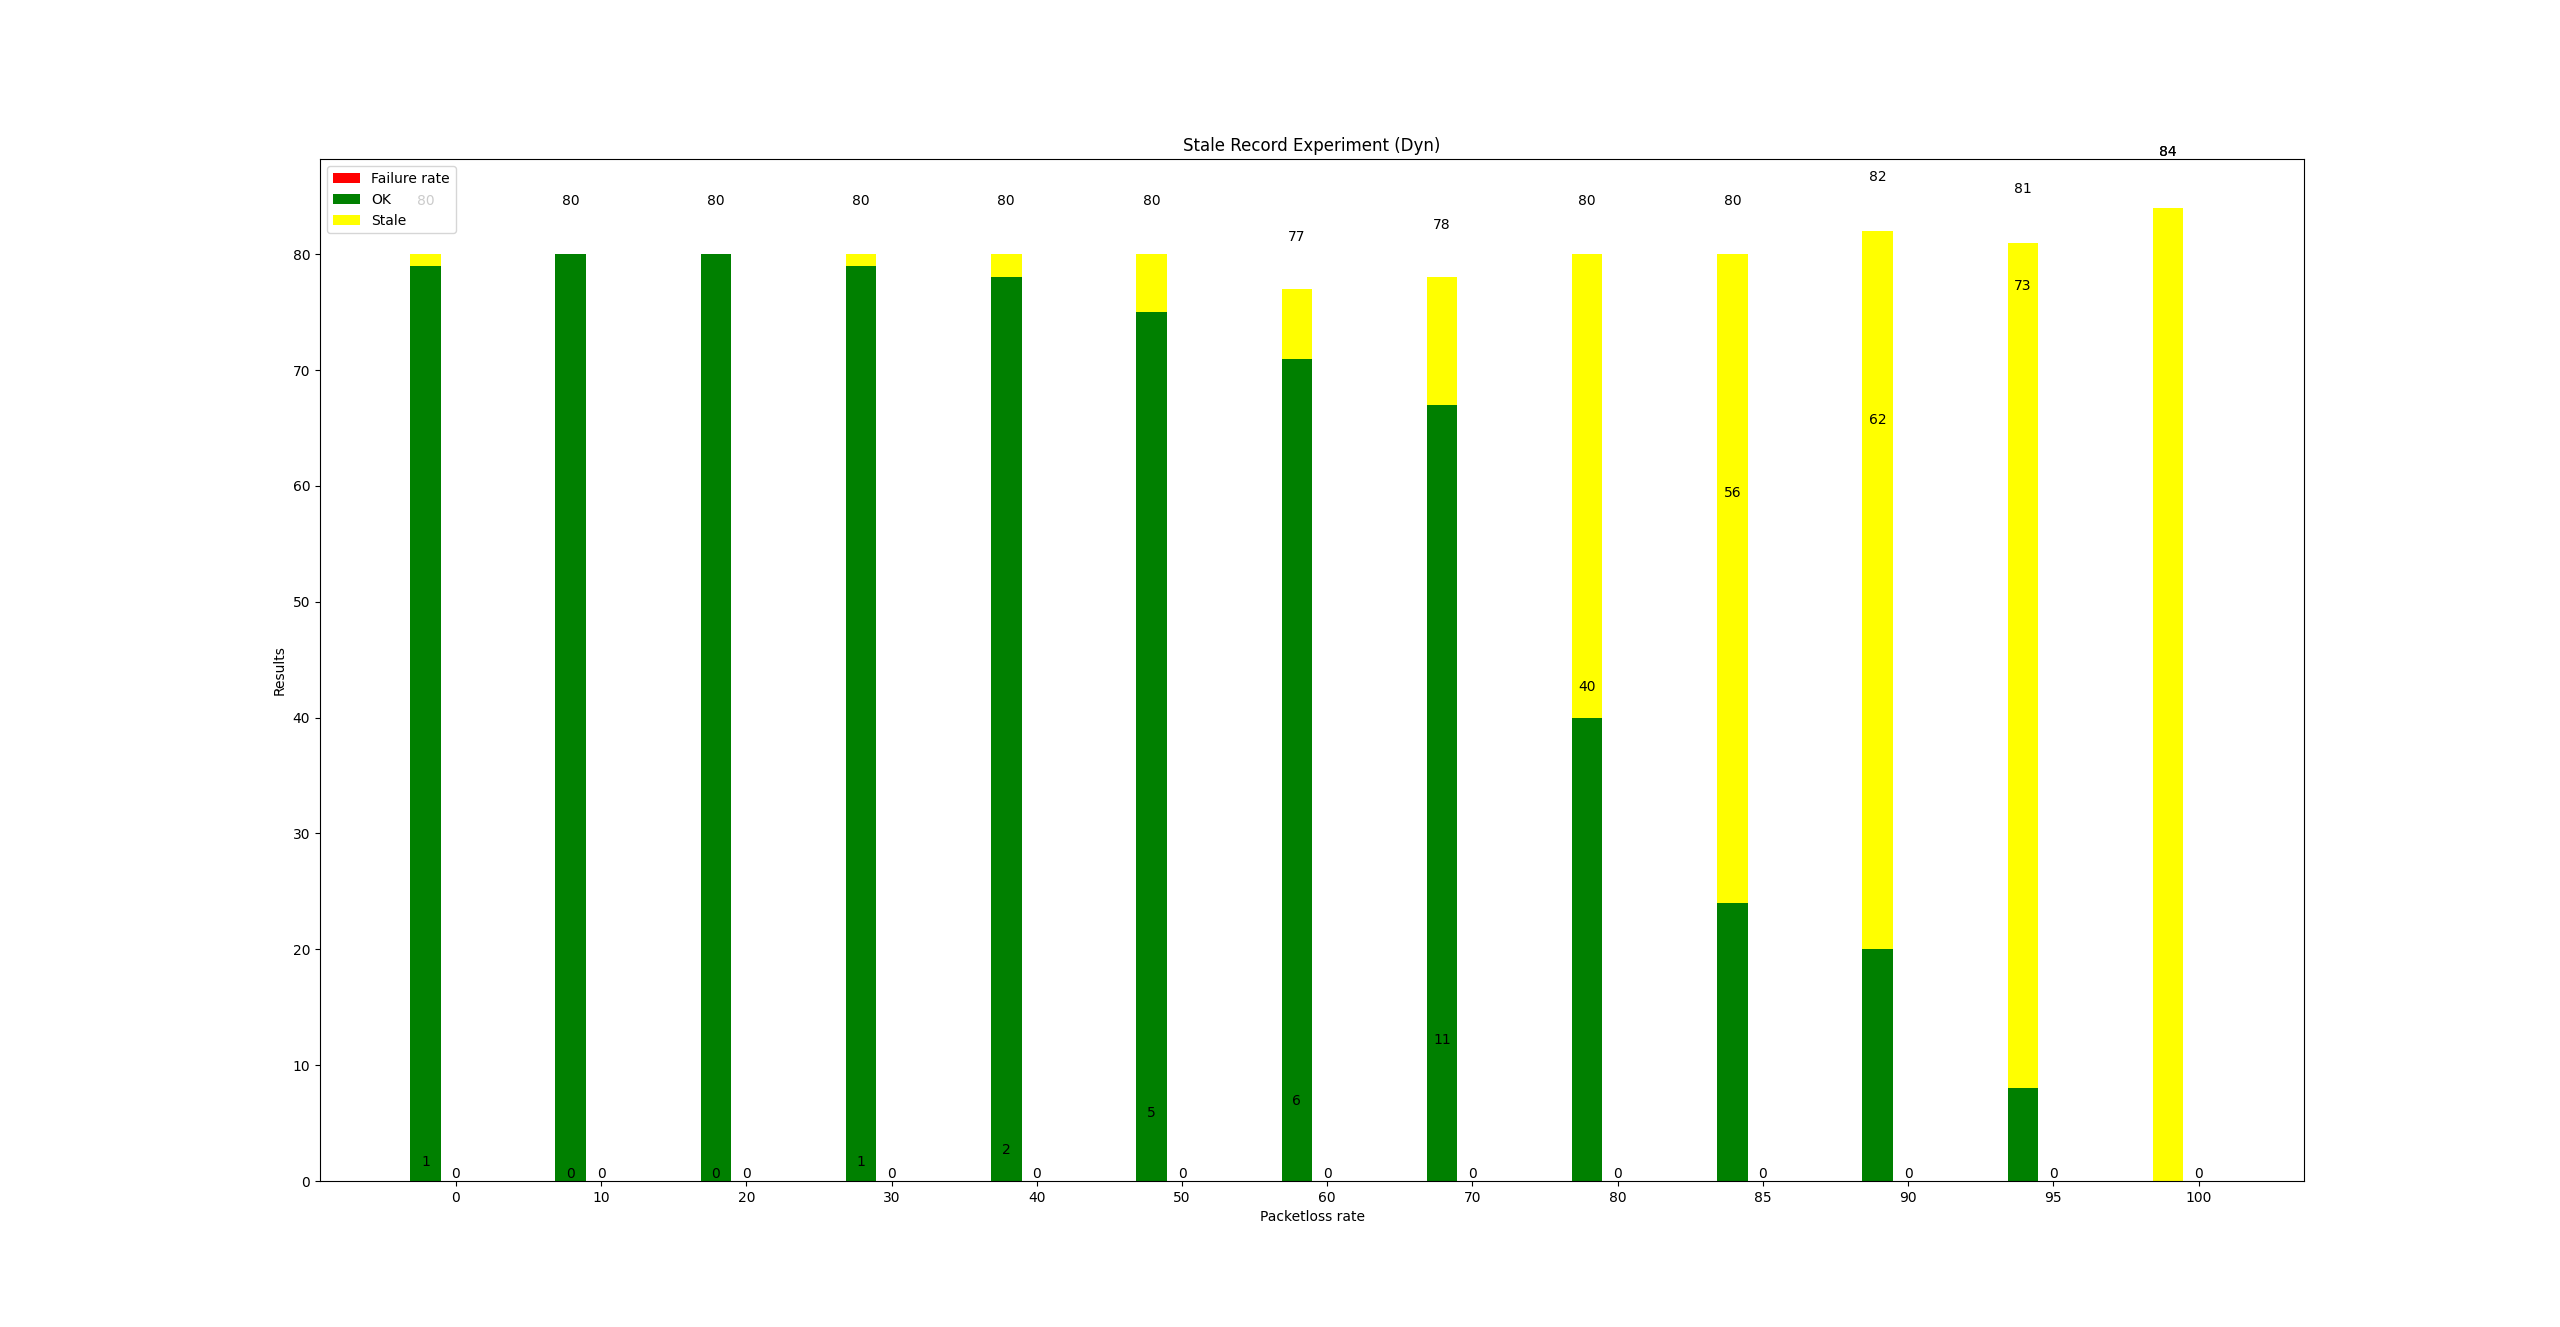 Stale Record Experiment (Dyn)
Failure rate
OK
Stale
80 80 80 80 80 80 77 78 80 80 82 81 84
73
62
56
40
11
6
5
2
1 1
0 0 0 0 0 0 0 0 0 0 0 0 0 0 0
80
70
60
50
40
30
20
10
0
Results
0 10 20 30 40 50 60 70 80 85 90 95 100
Packetloss rate